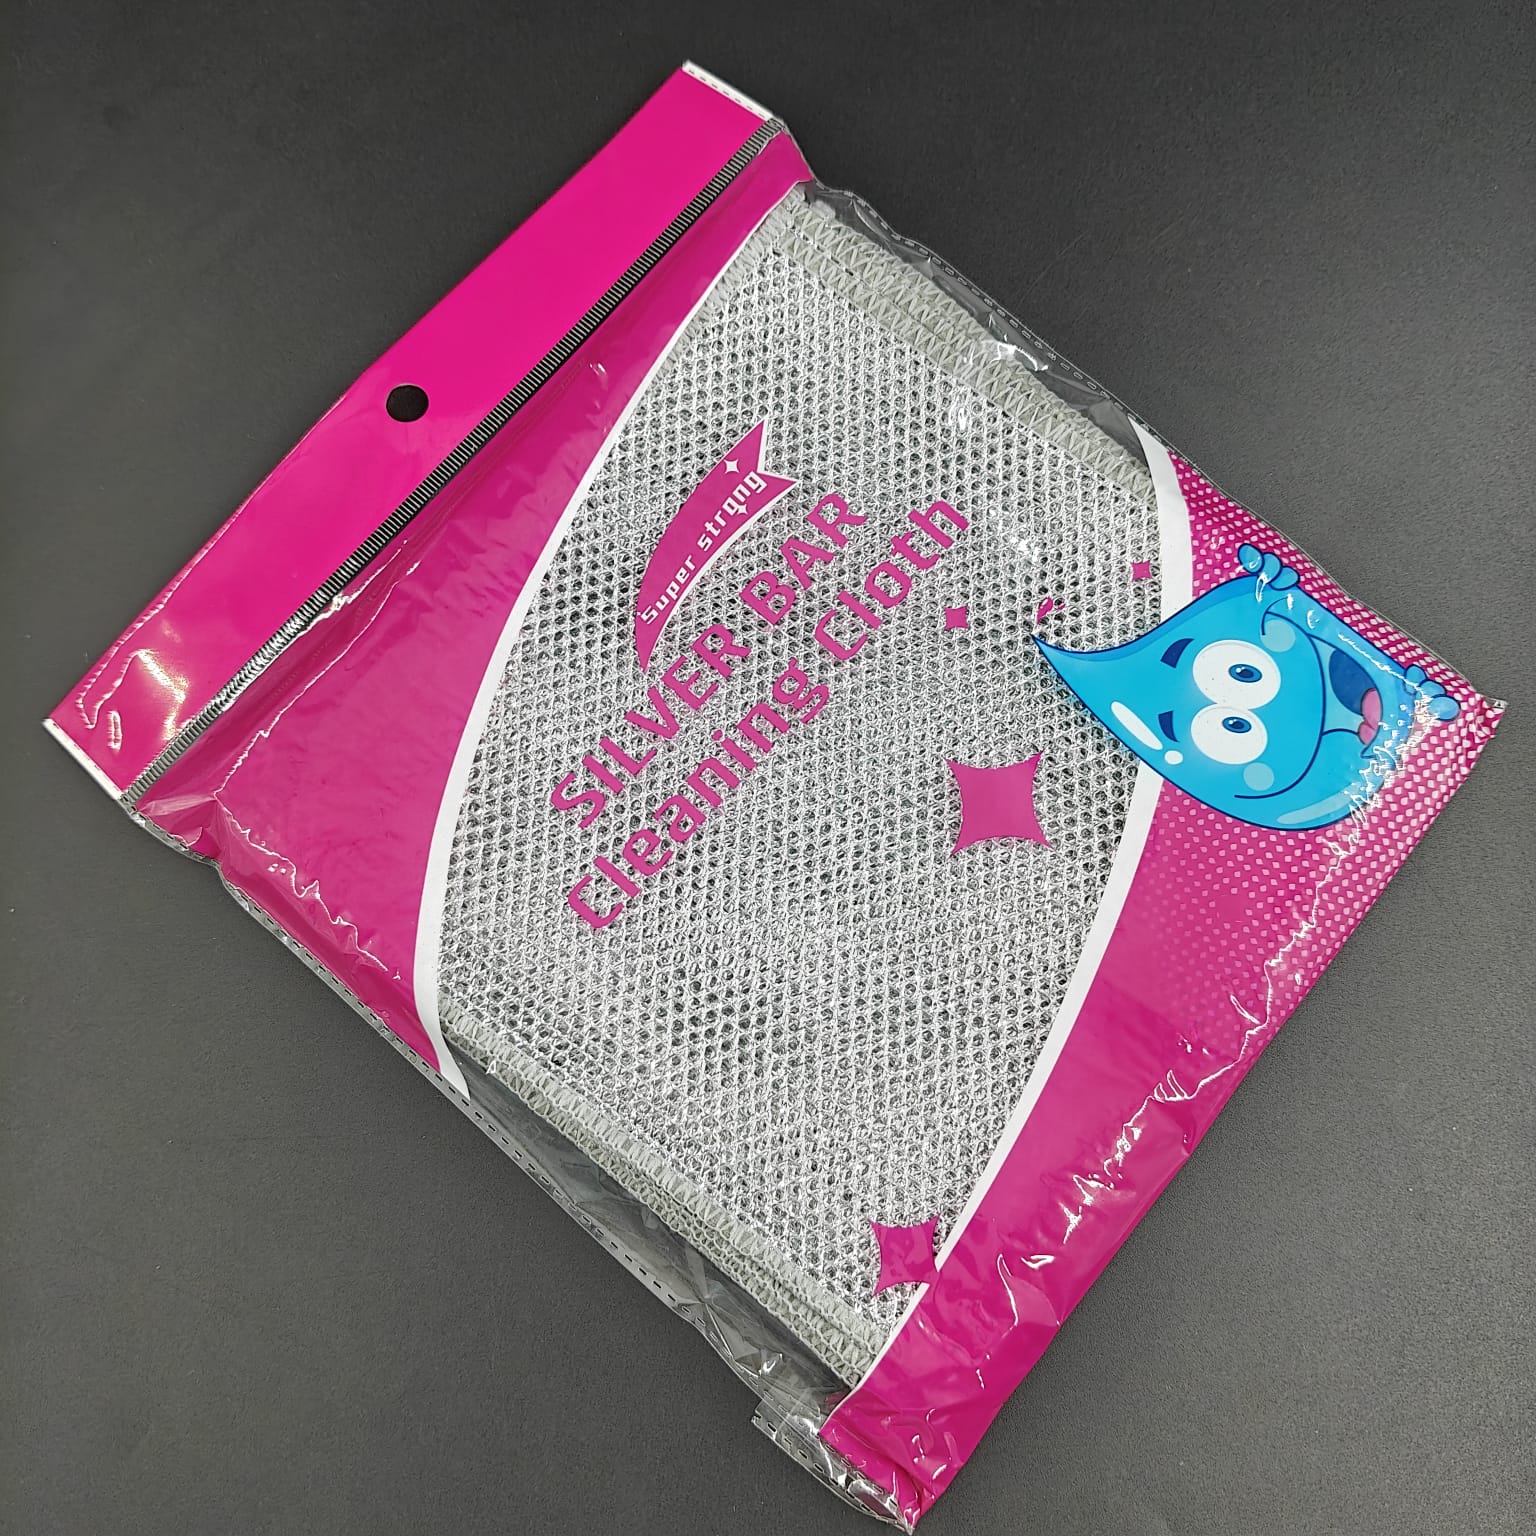 Super strong
SILVER BAR
Cleaning Cloth